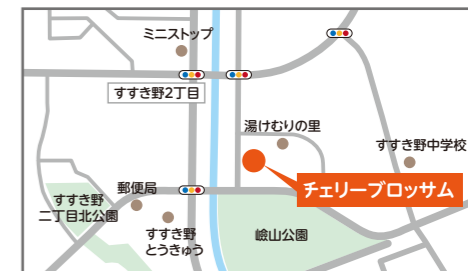 ミニストップ
すすき野2丁目
湯けむりの里
すすき野中学校
チェリーブロッサム
郵便局
すすき野
二丁目北公園
すすき野
とうきゅう
嶮山公園